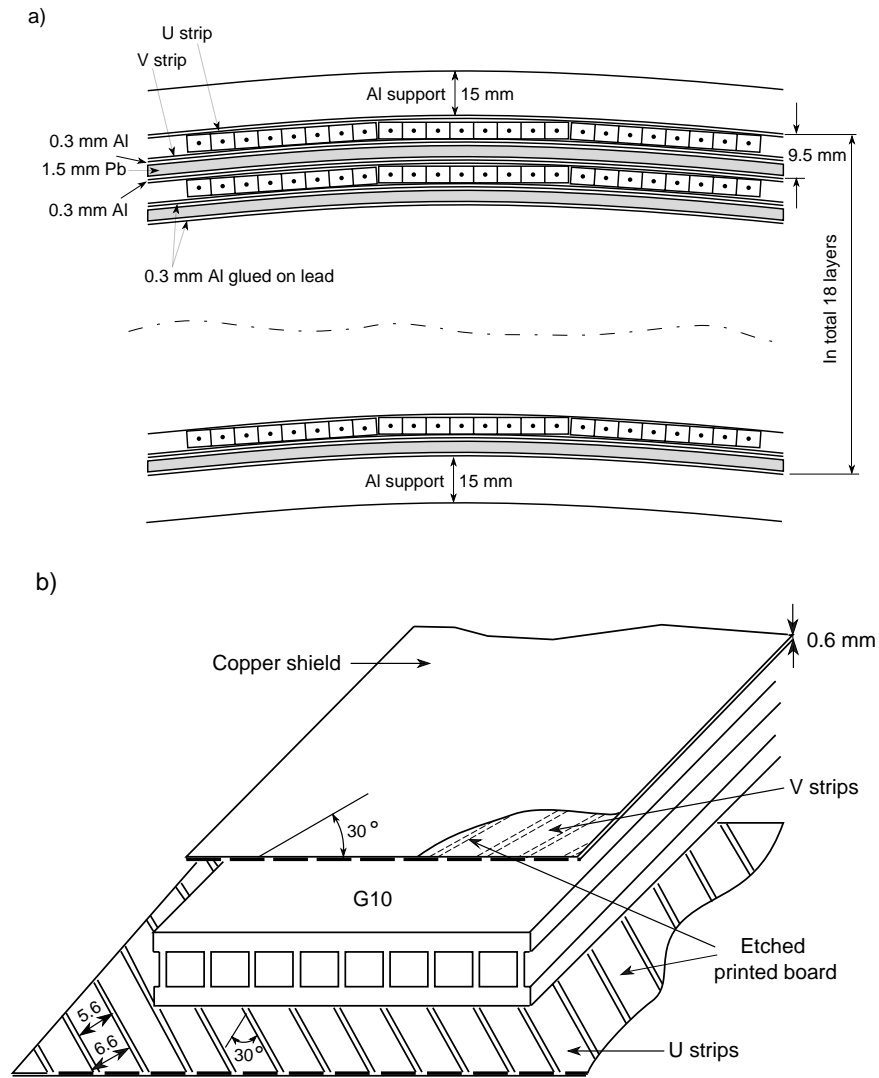 a)
U strip
V strip
Al support 15 mm
0.3 mm Al
1.5 mm Pb
0.3 mm Al
9.5 mm
0.3 mm Al glued on lead
In total 18 layers
Al support 15 mm
b)
0.6 mm
Copper shield
V strips
30°
G10
Etched
printed board
5.6
6.6
30°
U strips